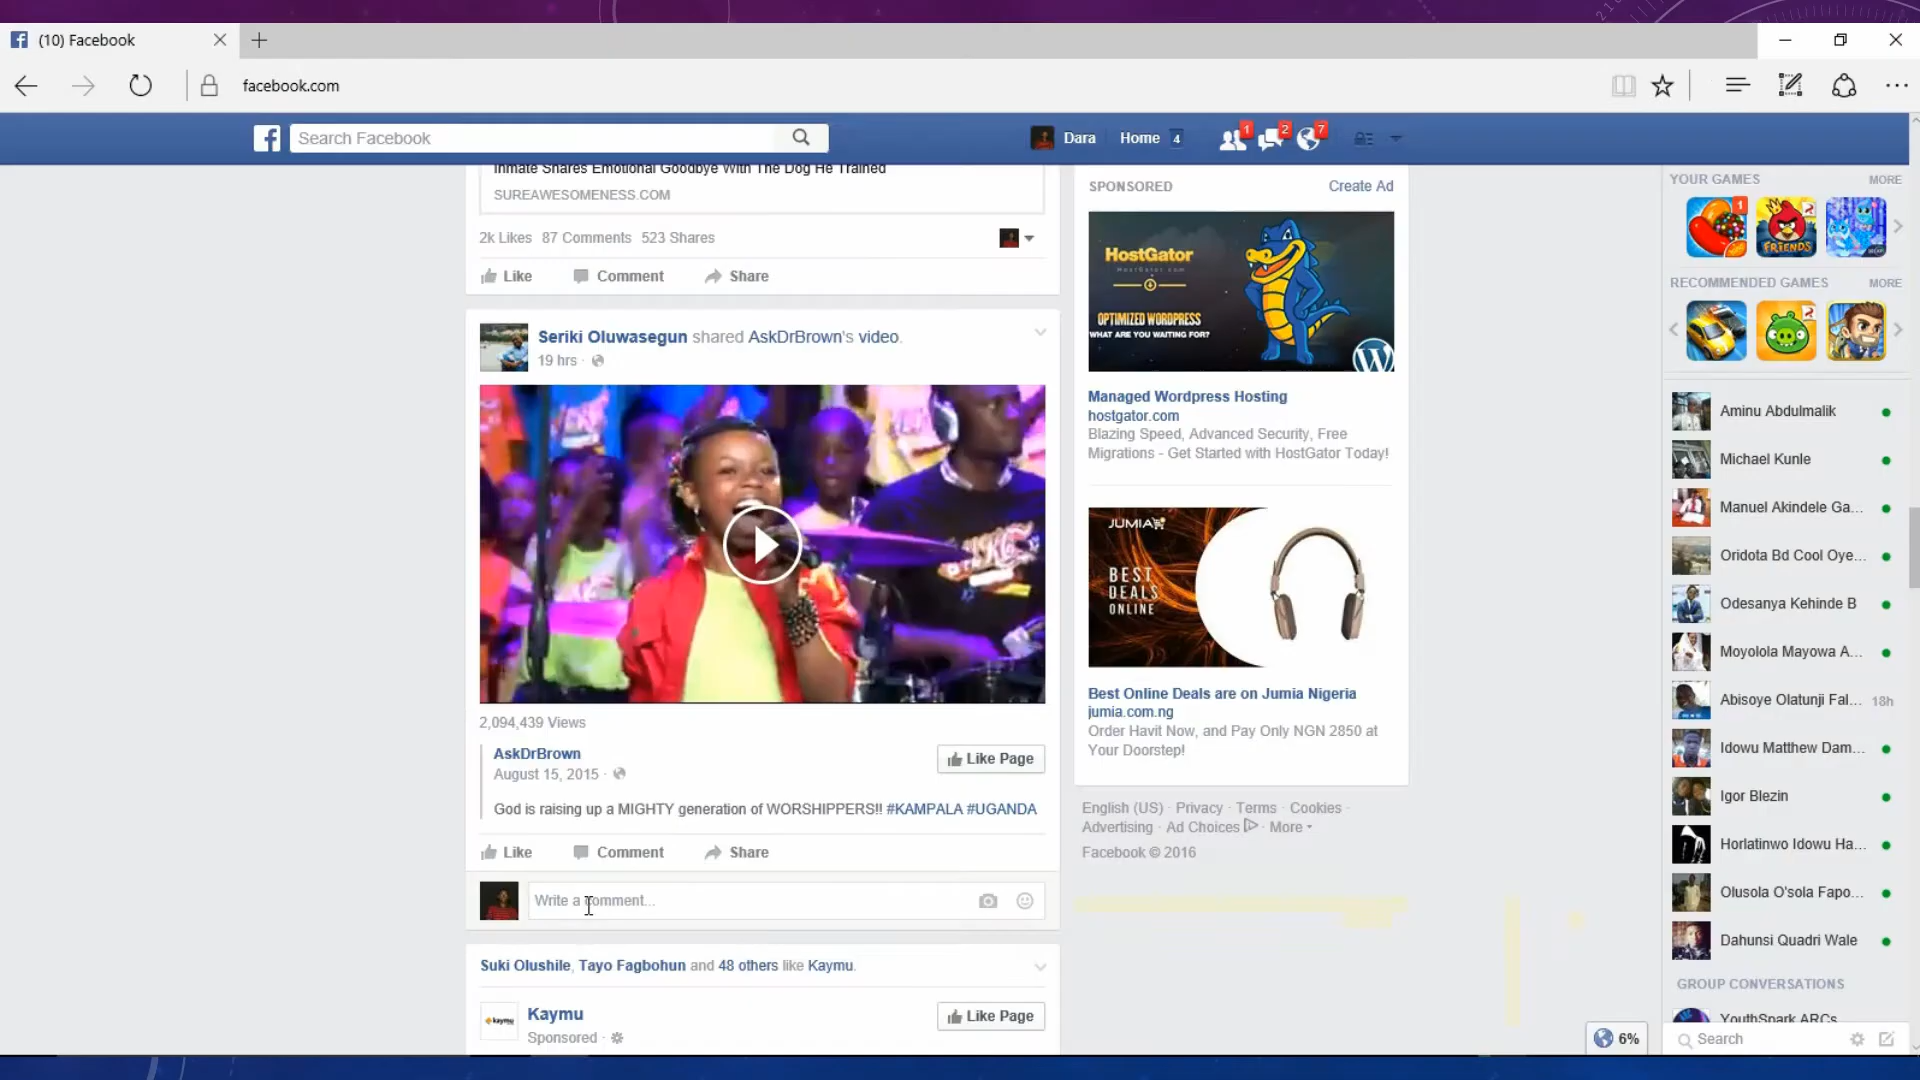 (10) Facebook
facebook.com
Search Facebook
Dara
Home 4
1
2
7
Inmate Shares Emotional Goodbye With The Dog He Trained
SUREAWESOMENESS.COM
2k Likes 87 Comments 523 Shares
Like Comment Share
Seriki Oluwasegun shared AskDrBrown's video.
19 hrs ·
2,094,439 Views
AskDrBrown
August 15, 2015 ·
Like Page
God is raising up a MIGHTY generation of WORSHIPPERS!! #KAMPALA #UGANDA
Like Comment Share
Write a comment...
Suki Olushile, Tayo Fagbohun and 48 others like Kaymu.
kaymu
Kaymu
Sponsored ·
Like Page
SPONSORED Create Ad
HostGator
HostGator.com
OPTIMIZED WORDPRESS
WHAT ARE YOU WAITING FOR?
Managed Wordpress Hosting
hostgator.com
Blazing Speed, Advanced Security, Free
Migrations - Get Started with HostGator Today!
JUMIA
BEST
DEALS
ONLINE
Best Online Deals are on Jumia Nigeria
jumia.com.ng
Order Havit Now, and Pay Only NGN 2850 at
Your Doorstep!
English (US) · Privacy · Terms · Cookies ·
Advertising · Ad Choices · More
Facebook © 2016
YOUR GAMES MORE
1
FRIENDS
RECOMMENDED GAMES MORE
Aminu Abdulmalik
Michael Kunle
Manuel Akindele Ga...
Oridota Bd Cool Oye...
Odesanya Kehinde B
Moyolola Mayowa A...
Abisoye Olatunji Fal... 18h
Idowu Matthew Dam...
Igor Blezin
Horlatinwo Idowu Ha...
Olusola O'sola Fapo...
Dahunsi Quadri Wale
GROUP CONVERSATIONS
YouthSpark ARCs
Search
6%